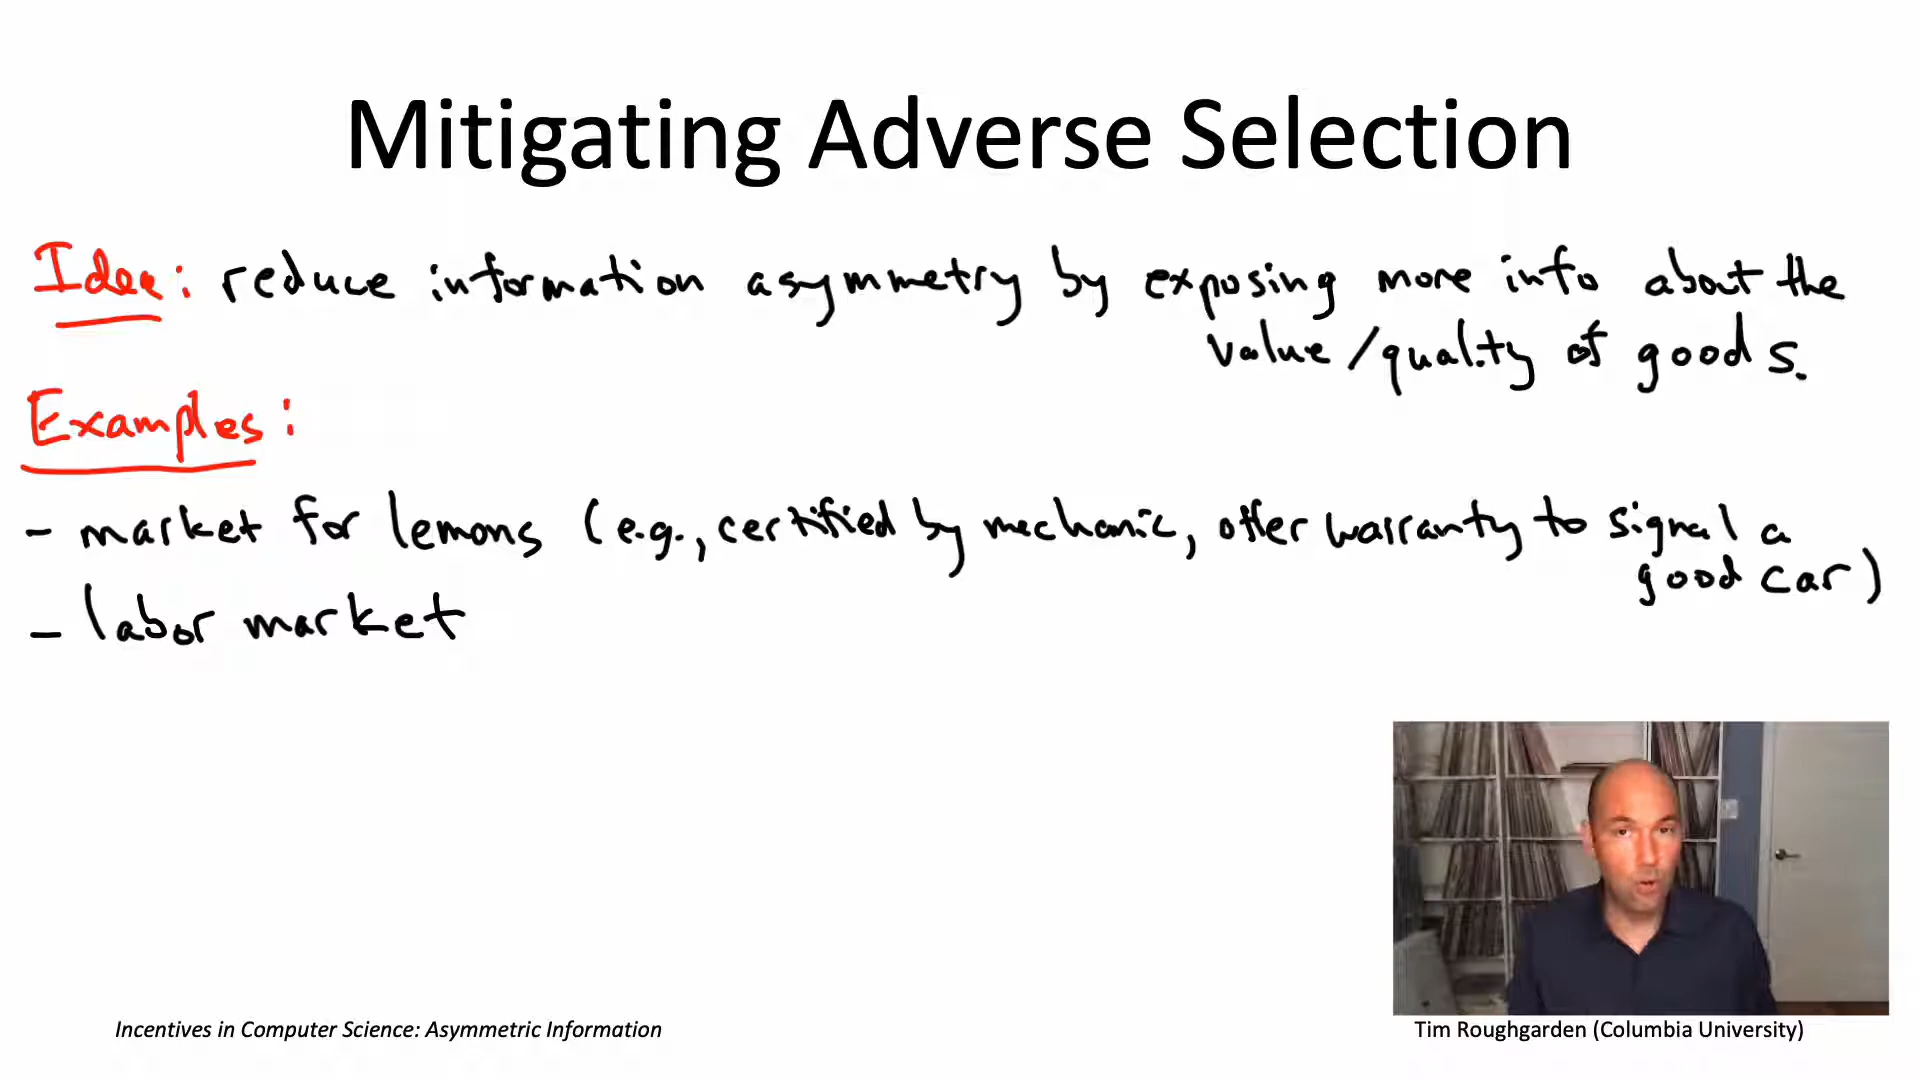 Mitigating Adverse Selection
Idea: reduce information asymmetry by exposing more info about the
value/quality of goods.
Examples:
- market for lemons (e.g., certified by mechanic, offer warranty to signal a
good car)
- labor market
Incentives in Computer Science: Asymmetric Information
Tim Roughgarden (Columbia University)